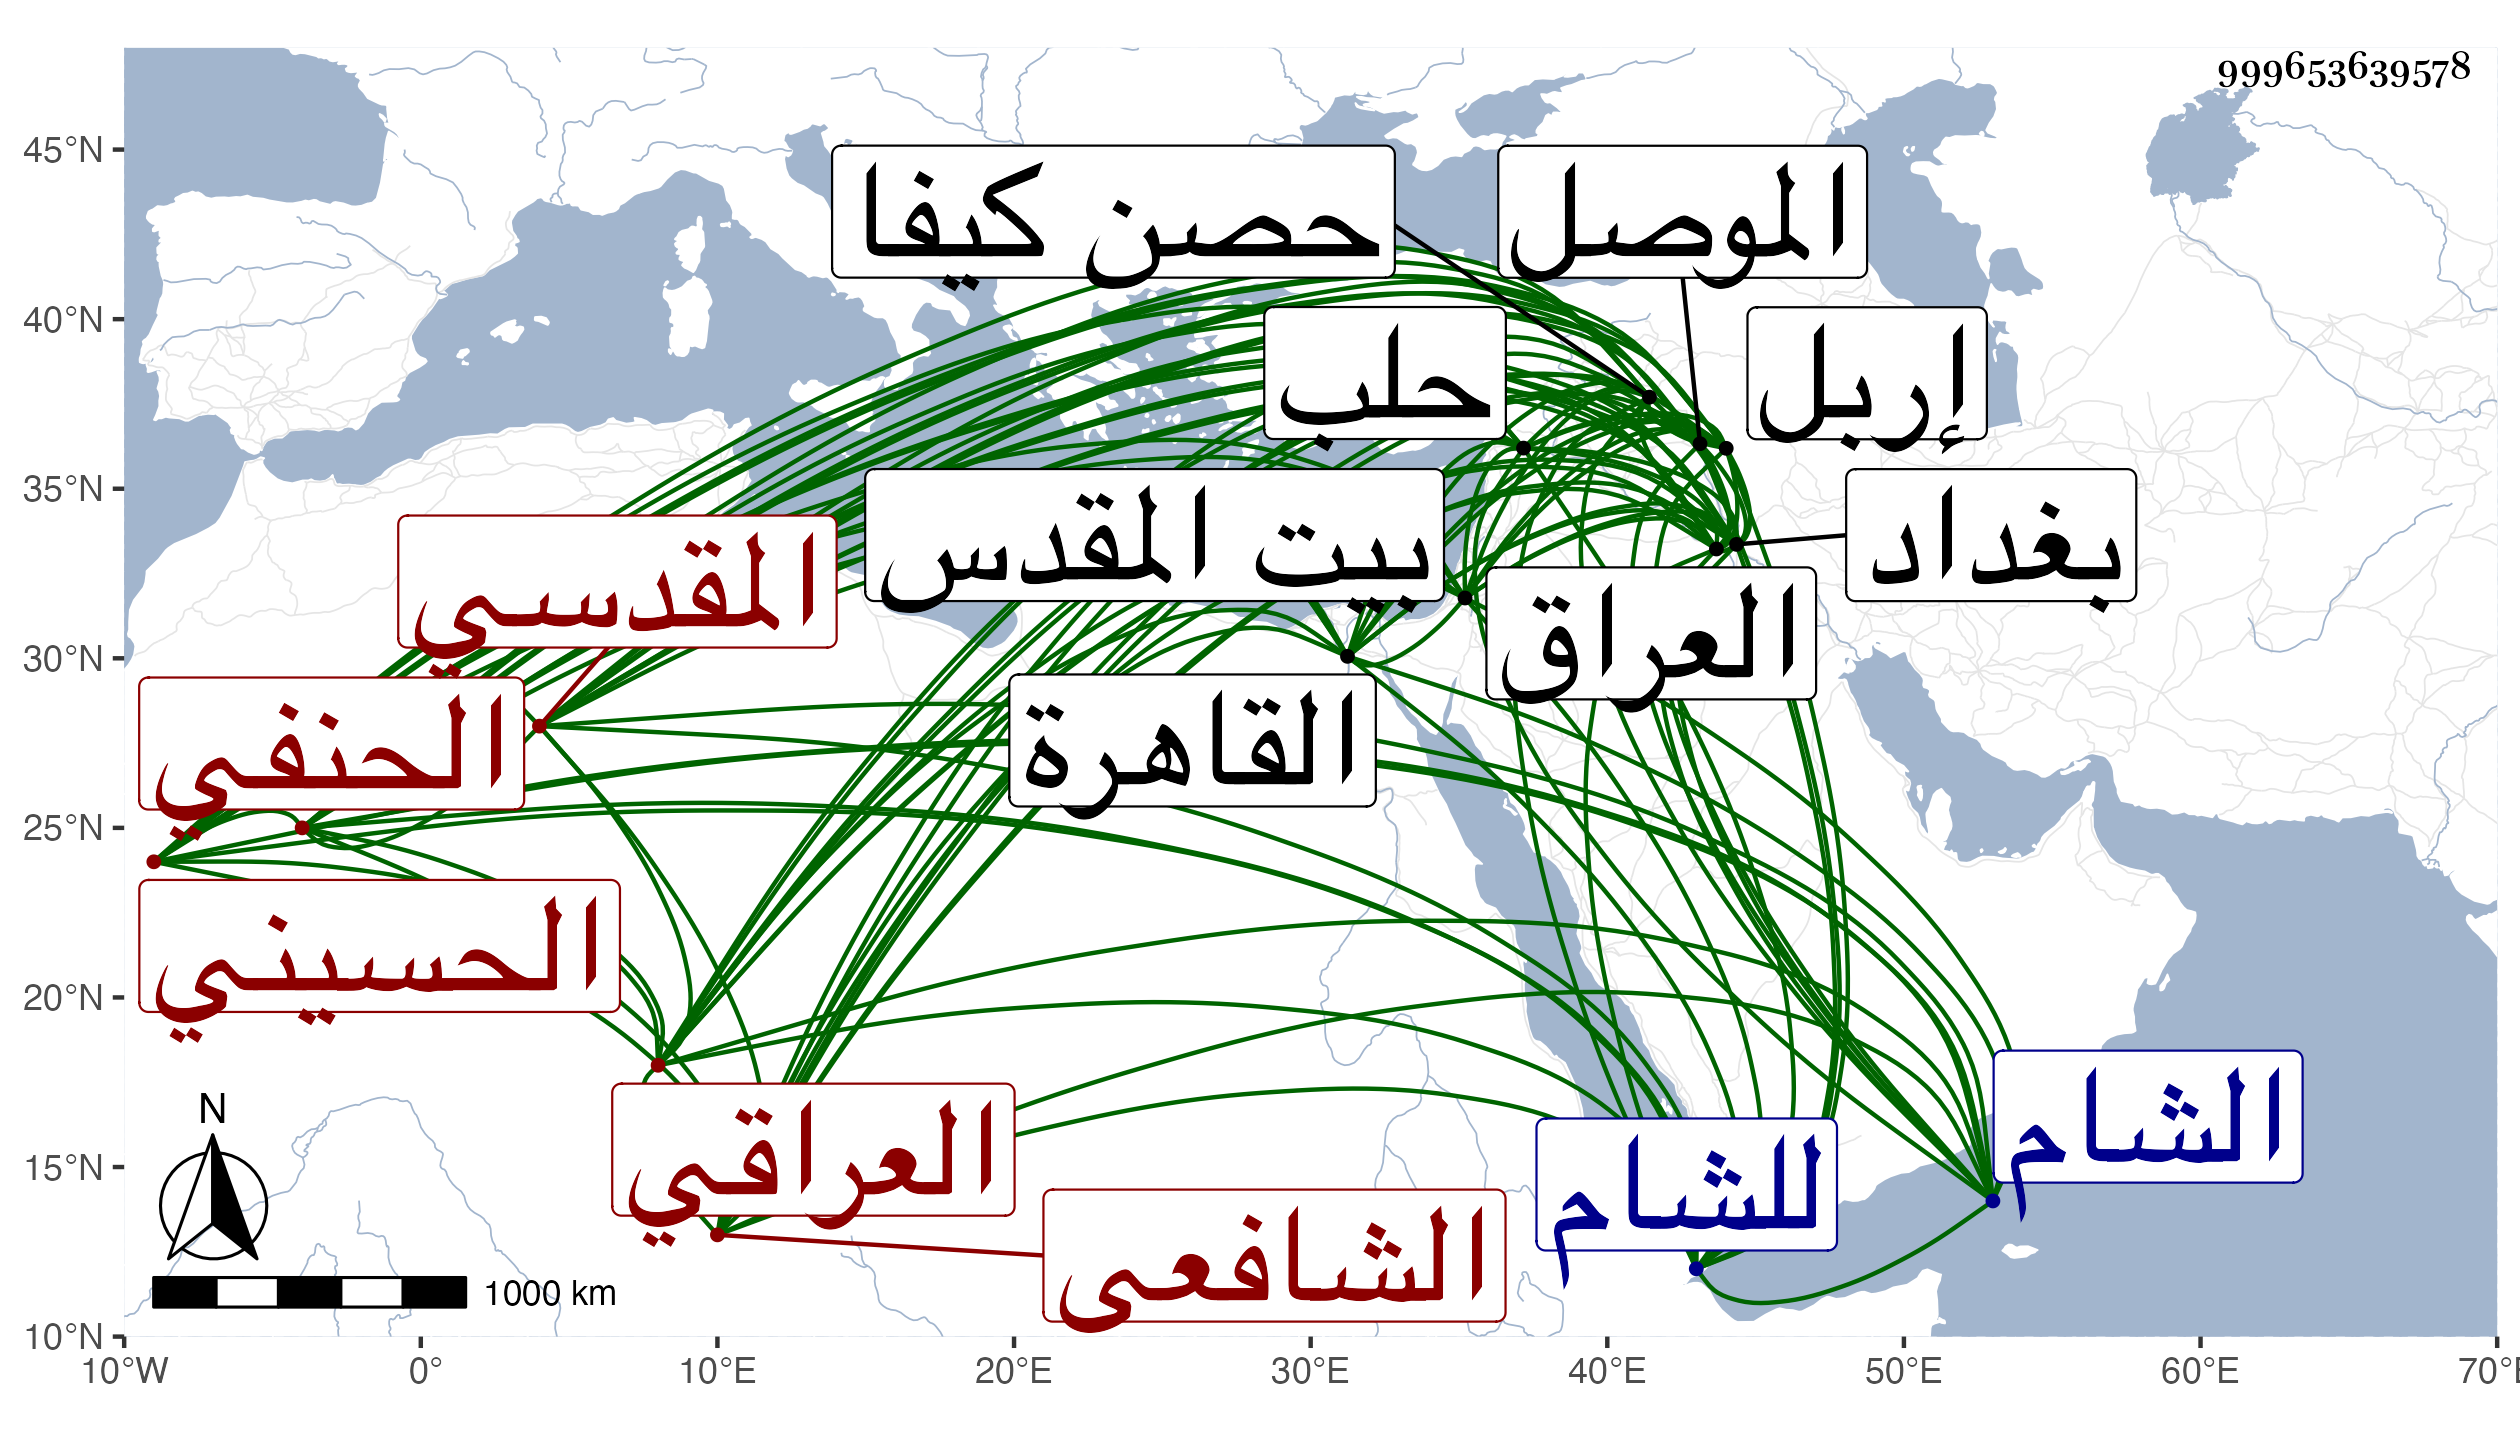 999653639578
45°N
40°N
35°N
30°N
25°N
20°N
15°N
10°N
10°W
0°
10°E
20°E
30°E
40°E
50°E
60°E
70°E
حصن كيفا
الموصل
حلب
إربل
بيت المقدس
بغداد
المقدسي
العراق
الحنفي
القاهرة
الحسيني
الشام
العراقي
للشام
الشافعى
N
1000 km